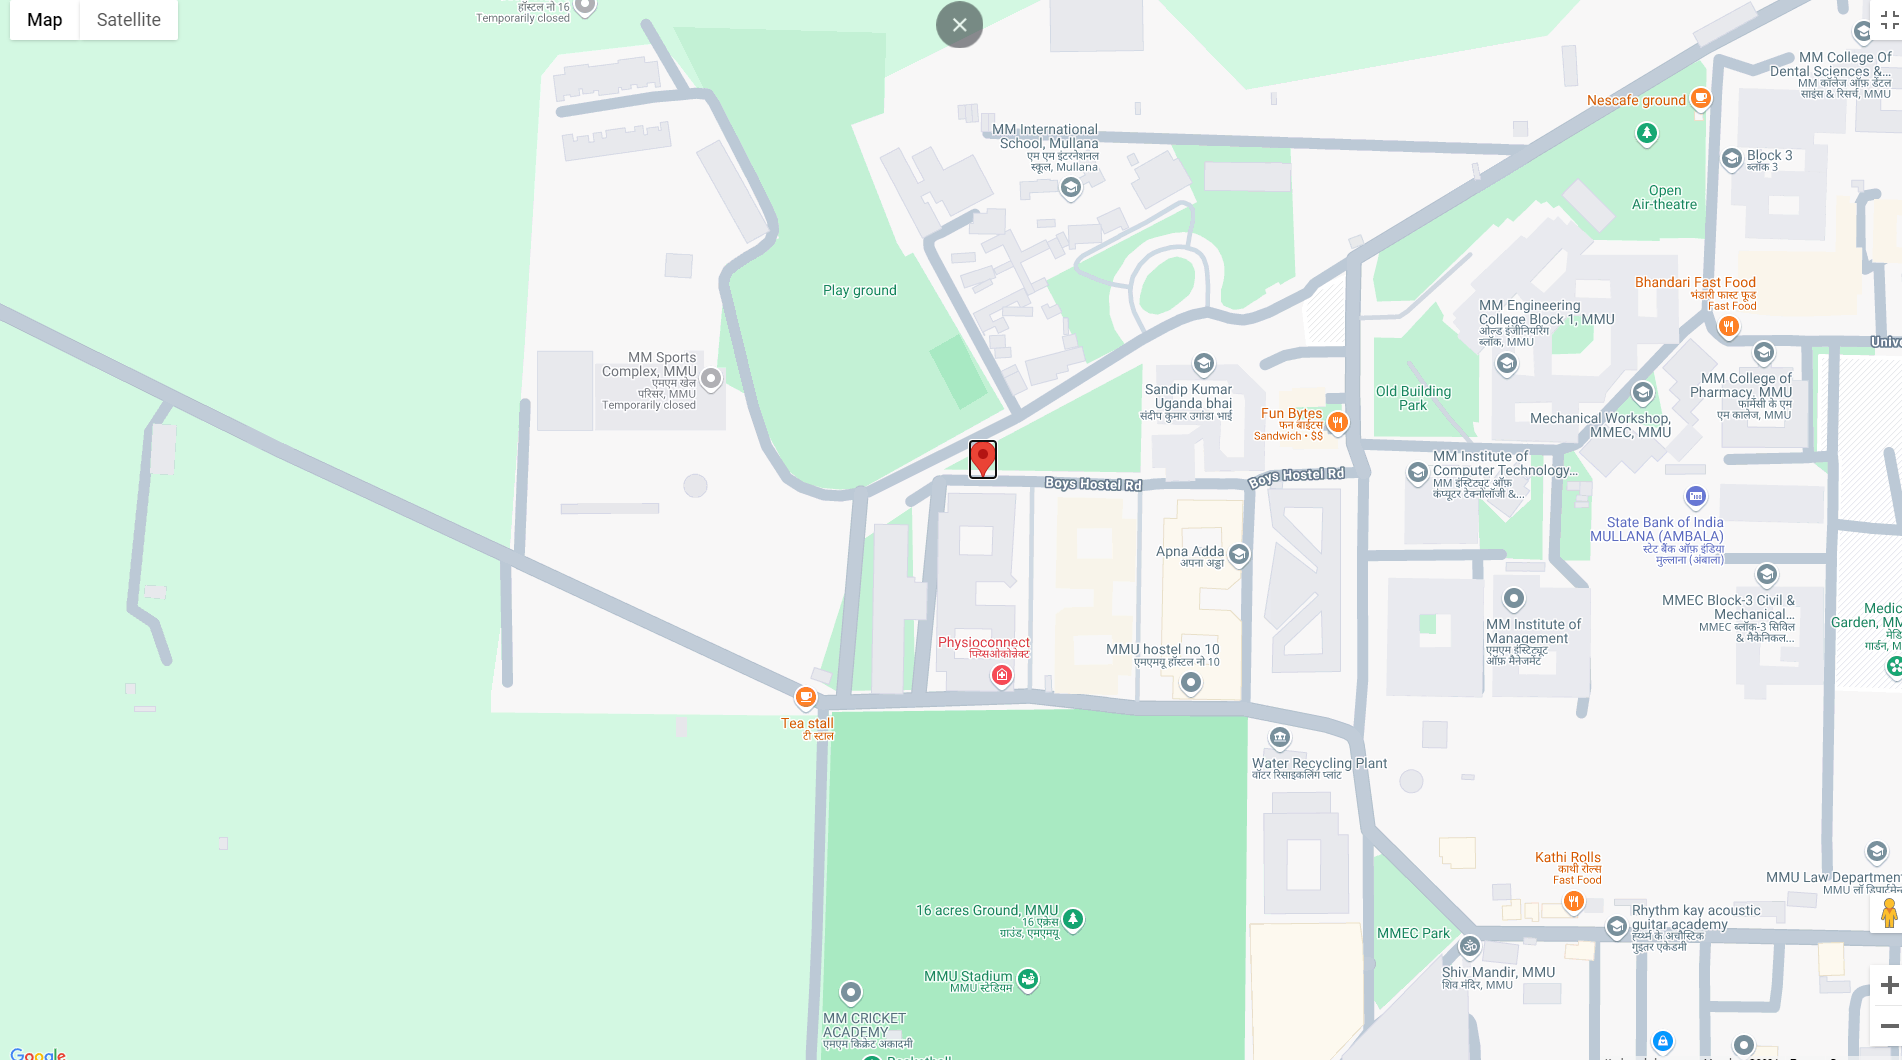 Map
Satellite
हॉस्टल नो 16
Temporarily closed
MM College Of
Dental Sciences &...
MM कॉलेज ऑफ़ डेंटल
साइंस & रिसर्च, MMU
Nescafe ground
MM International
School, Mullana
एम एम इंटरनेशनल
स्कूल, Mullana
Block 3
ब्लॉक 3
Open
Air-theatre
Play ground
Bhandari Fast Food
भंडारी फास्ट फूड
Fast Food
MM Engineering
College Block 1, MMU
ओल्ड इंजीनियरिंग
ब्लॉक, MMU
MM Sports
Complex, MMU
एमएम खेल
परिसर, MMU
Temporarily closed
Sandip Kumar
Uganda bhai
संदीप कुमार उगांडा भाई
Old Building
Park
MM College of
Pharmacy, MMU
फार्मेसी के एम
एम कालेज, MMU
Fun Bytes
फन बाईटस
Sandwich • $$
Mechanical Workshop,
MMEC, MMU
MM Institute of
Computer Technology...
MM इंस्टिट्यूट ऑफ़
कंप्यूटर टेक्नोलॉजी &...
Boys Hostel Rd
Boys Hostel Rd
State Bank of India
MULLANA (AMBALA)
स्टेट बैंक ऑफ़ इंडिया
मुल्लाना (अंबाला)
Apna Adda
अपना अड्डा
MMEC Block-3 Civil &
Mechanical...
MMEC ब्लॉक-3 सिविल
& मैकेनिकल...
Garden, MM
Physioconnect
फिजिओकोन्नेक्ट
MMU hostel no 10
एमएमयू हॉस्टल नो 10
MM Institute of
Management
एमएम इंस्टिट्यूट
ऑफ़ मैनेजमेंट
Tea stall
टी स्टाल
Water Recycling Plant
वॉटर रिसाइकलिंग प्लांट
Kathi Rolls
काथी रोल्स
Fast Food
MMU Law Department
16 acres Ground, MMU
16 एकेस
ग्राउंड, एमएमयू
MMEC Park
Rhythm kay acoustic
guitar academy
ह्य्थ्म के अचौस्टिक
गुइतर एकेडमी
MMU Stadium
MMU स्टेडियम
Shiv Mandir, MMU
शिव मंदिर, MMU
MM CRICKET
ACADEMY
एमएम क्रिकेट अकादमी
Google